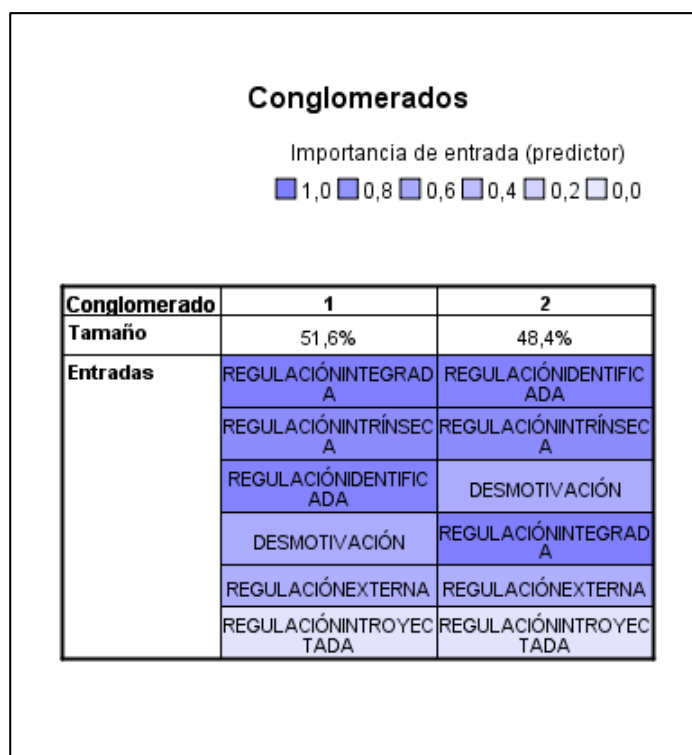 Conglomerados
Importancia de entrada (predictor)
1,0 0,8 0,6 0,4 0,2 0,0
Conglomerado 1 2
Tamaño 51,6% 48,4%
Entradas REGULACIÓNINTEGRAD REGULACIÓNIDENTIFIC
A ADA
REGULACIÓNINTRÍNSEC REGULACIÓNINTRÍNSEC
A A
REGULACIÓNIDENTIFIC DESMOTIVACIÓN
ADA
DESMOTIVACIÓN REGULACIÓNINTEGRAD
A
REGULACIÓNEXTERNA REGULACIÓNEXTERNA
REGULACIÓNINTROYEC REGULACIÓNINTROYEC
TADA TADA